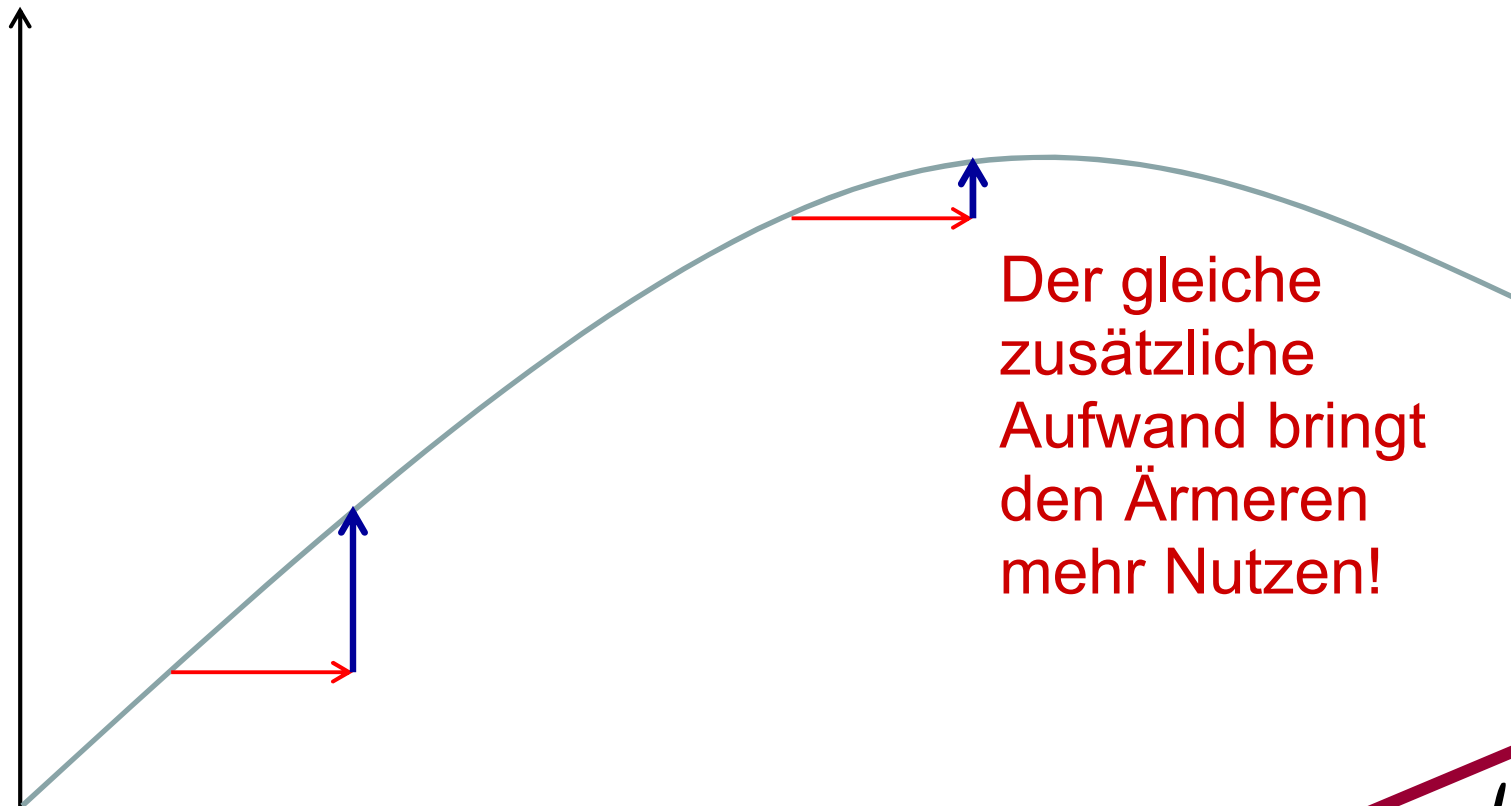 Der gleiche
zusätzliche
Aufwand bringt
den Ärmeren
mehr Nutzen!